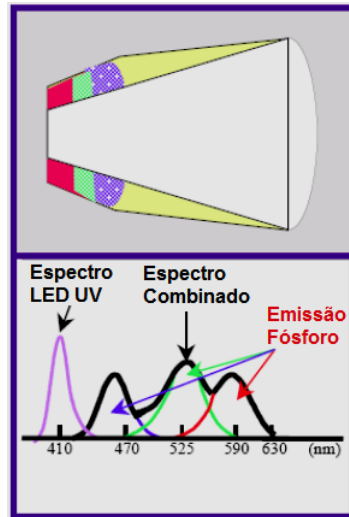 Espectro
LED UV
Espectro
Combinado
Emissão
Fósforo
410 470 525 590 630 (nm)